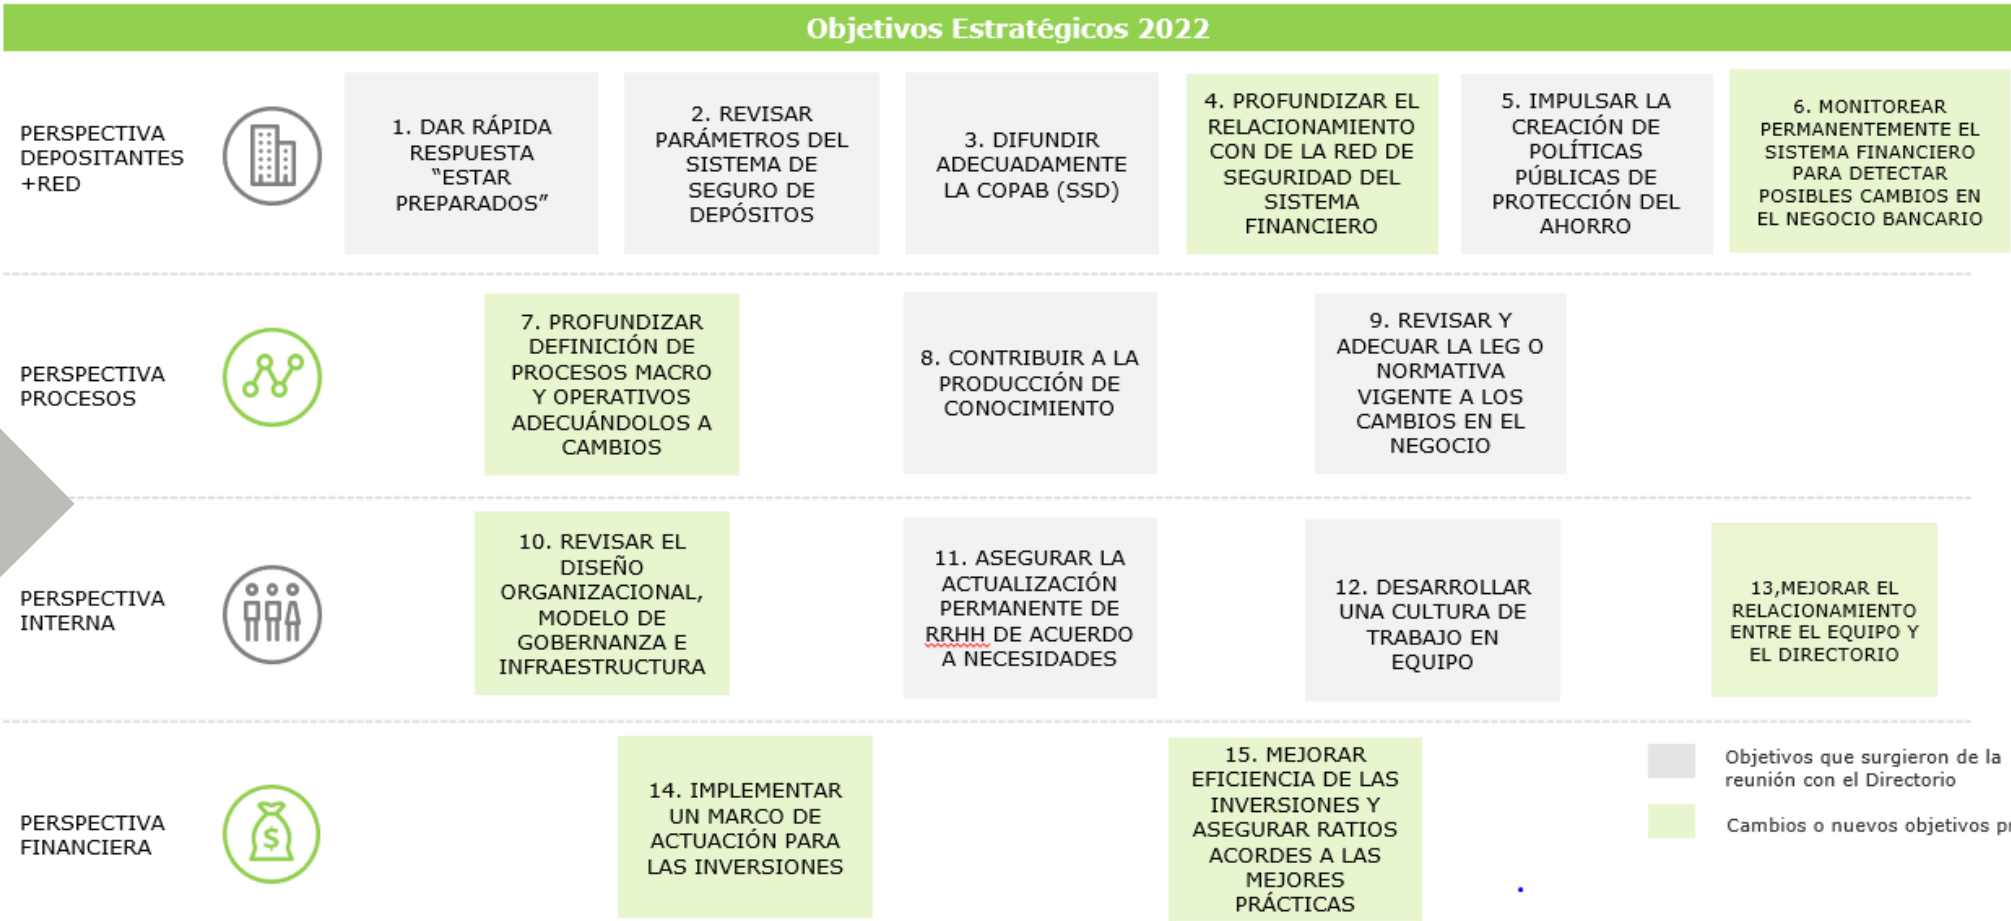 Objetivos Estratégicos 2022
PERSPECTIVA
DEPOSITANTES
+RED
1. DAR RÁPIDA
RESPUESTA
“ESTAR
PREPARADOS”
2. REVISAR
PARÁMETROS DEL
SISTEMA DE
SEGURO DE
DEPÓSITOS
3. DIFUNDIR
ADECUADAMENTE
LA COPAB (SSD)
4. PROFUNDIZAR EL
RELACIONAMIENTO
CON DE LA RED DE
SEGURIDAD DEL
SISTEMA
FINANCIERO
5. IMPULSAR LA
CREACIÓN DE
POLÍTICAS
PÚBLICAS DE
PROTECCIÓN DEL
AHORRO
6. MONITOREAR
PERMANENTEMENTE EL
SISTEMA FINANCIERO
PARA DETECTAR
POSIBLES CAMBIOS EN
EL NEGOCIO BANCARIO
PERSPECTIVA
PROCESOS
7. PROFUNDIZAR
DEFINICIÓN DE
PROCESOS MACRO
Y OPERATIVOS
ADECUÁNDOLOS A
CAMBIOS
8. CONTRIBUIR A LA
PRODUCCIÓN DE
CONOCIMIENTO
9. REVISAR Y
ADECUAR LA LEG O
NORMATIVA
VIGENTE A LOS
CAMBIOS EN EL
NEGOCIO
PERSPECTIVA
INTERNA
10. REVISAR EL
DISEÑO
ORGANIZACIONAL,
MODELO DE
GOBERNANZA E
INFRAESTRUCTURA
11. ASEGURAR LA
ACTUALIZACIÓN
PERMANENTE DE
RRHH DE ACUERDO
A NECESIDADES
12. DESARROLLAR
UNA CULTURA DE
TRABAJO EN
EQUIPO
13,MEJORAR EL
RELACIONAMIENTO
ENTRE EL EQUIPO Y
EL DIRECTORIO
PERSPECTIVA
FINANCIERA
$
14. IMPLEMENTAR
UN MARCO DE
ACTUACIÓN PARA
LAS INVERSIONES
15. MEJORAR
EFICIENCIA DE LAS
INVERSIONES Y
ASEGURAR RATIOS
ACORDES A LAS
MEJORES
PRÁCTICAS
Objetivos que surgieron de la
reunión con el Directorio
Cambios o nuevos objetivos